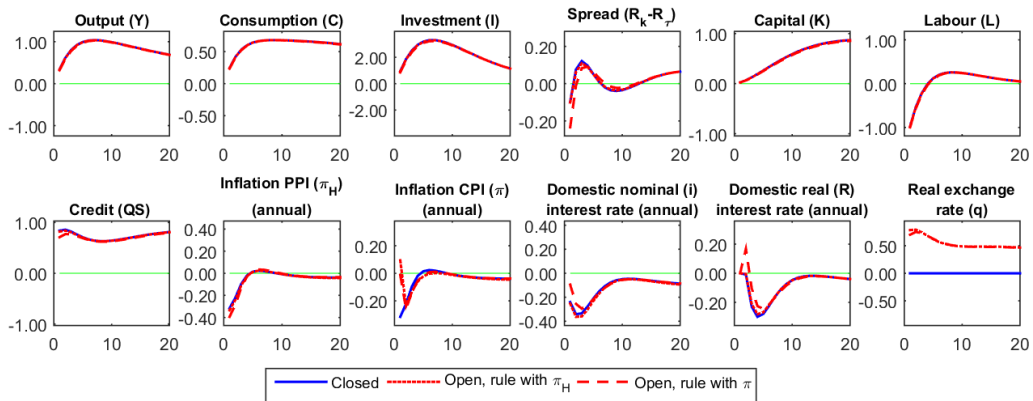 Output (Y)
Consumption (C)
Investment (I)
Spread (R_k-R_τ)
Capital (K)
Labour (L)
1.00
0.00
-1.00
0 10 20
0.50
0.00
-0.50
0 10 20
2.00
0.00
2.00
0 10 20
0.20
0.00
0.20
0 10 20
1.00
0.00
-1.00
0 10 20
1.00
0.00
-1.00
0 10 20
Credit (QS)
Inflation PPI (π_H)
(annual)
Inflation CPI (π)
(annual)
Domestic nominal (i)
interest rate (annual)
Domestic real (R)
interest rate (annual)
Real exchange
rate (q)
1.00
0.00
-1.00
0 10 20
0.40
0.20
0.00
-0.20
-0.40
0 10 20
0.20
0.00
-0.20
0 10 20
0.20
0.00
-0.20
-0.40
0 10 20
0.20
0.00
-0.20
0 10 20
0.50
0.00
-0.50
0 10 20
Closed
Open, rule with π_H
Open, rule with π